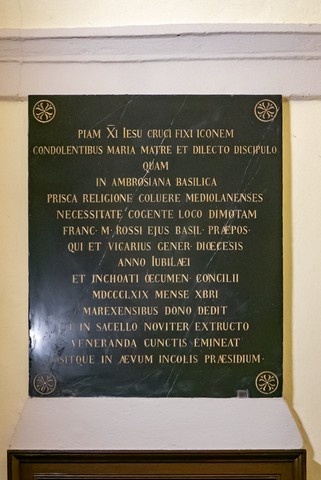 PIAM X̅I IESU CRUCI FIXI ICONEM
CONDOLENTIBUS MARIA MATRE ET DILECTO DISCIPULO
QUAM
IN AMBROSIANA BASILICA
PRISCA RELIGIONE COLUERE MEDIOLANENSES
NECESSITATE COGENTE LOCO DIMOTAM
FRANC· M· ROSSI EJUS BASIL· PRÆPOS·
QUI ET VICARIUS GENER· DIŒCESIS
ANNO IUBILÆI
ET INCHOATI ŒCUMEN· CONCILII
MDCCCLXIX MENSE XBRI
MAREXENSIBUS DONO DEDIT
IN SACELLO NOVITER EXTRUCTO
VENERANDA CUNCTIS EMINEAT
SITQUE IN ÆVUM INCOLIS PRÆSIDIUM·